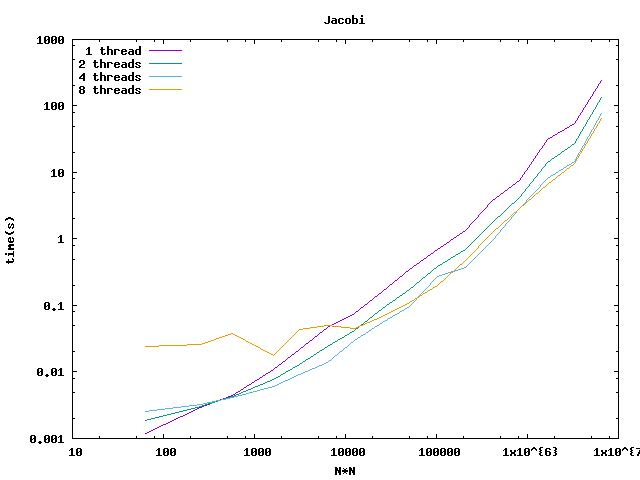 Jacobi
1000
1 thread
2 threads
4 threads
8 threads
100
10
1
time(s)
0.1
0.01
0.001
10 100 1000 10000 100000 1x10^{6} 1x10^{7
N*N